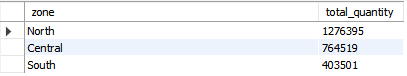 zone total_quantity
North 1276395
Central 764519
South 403501